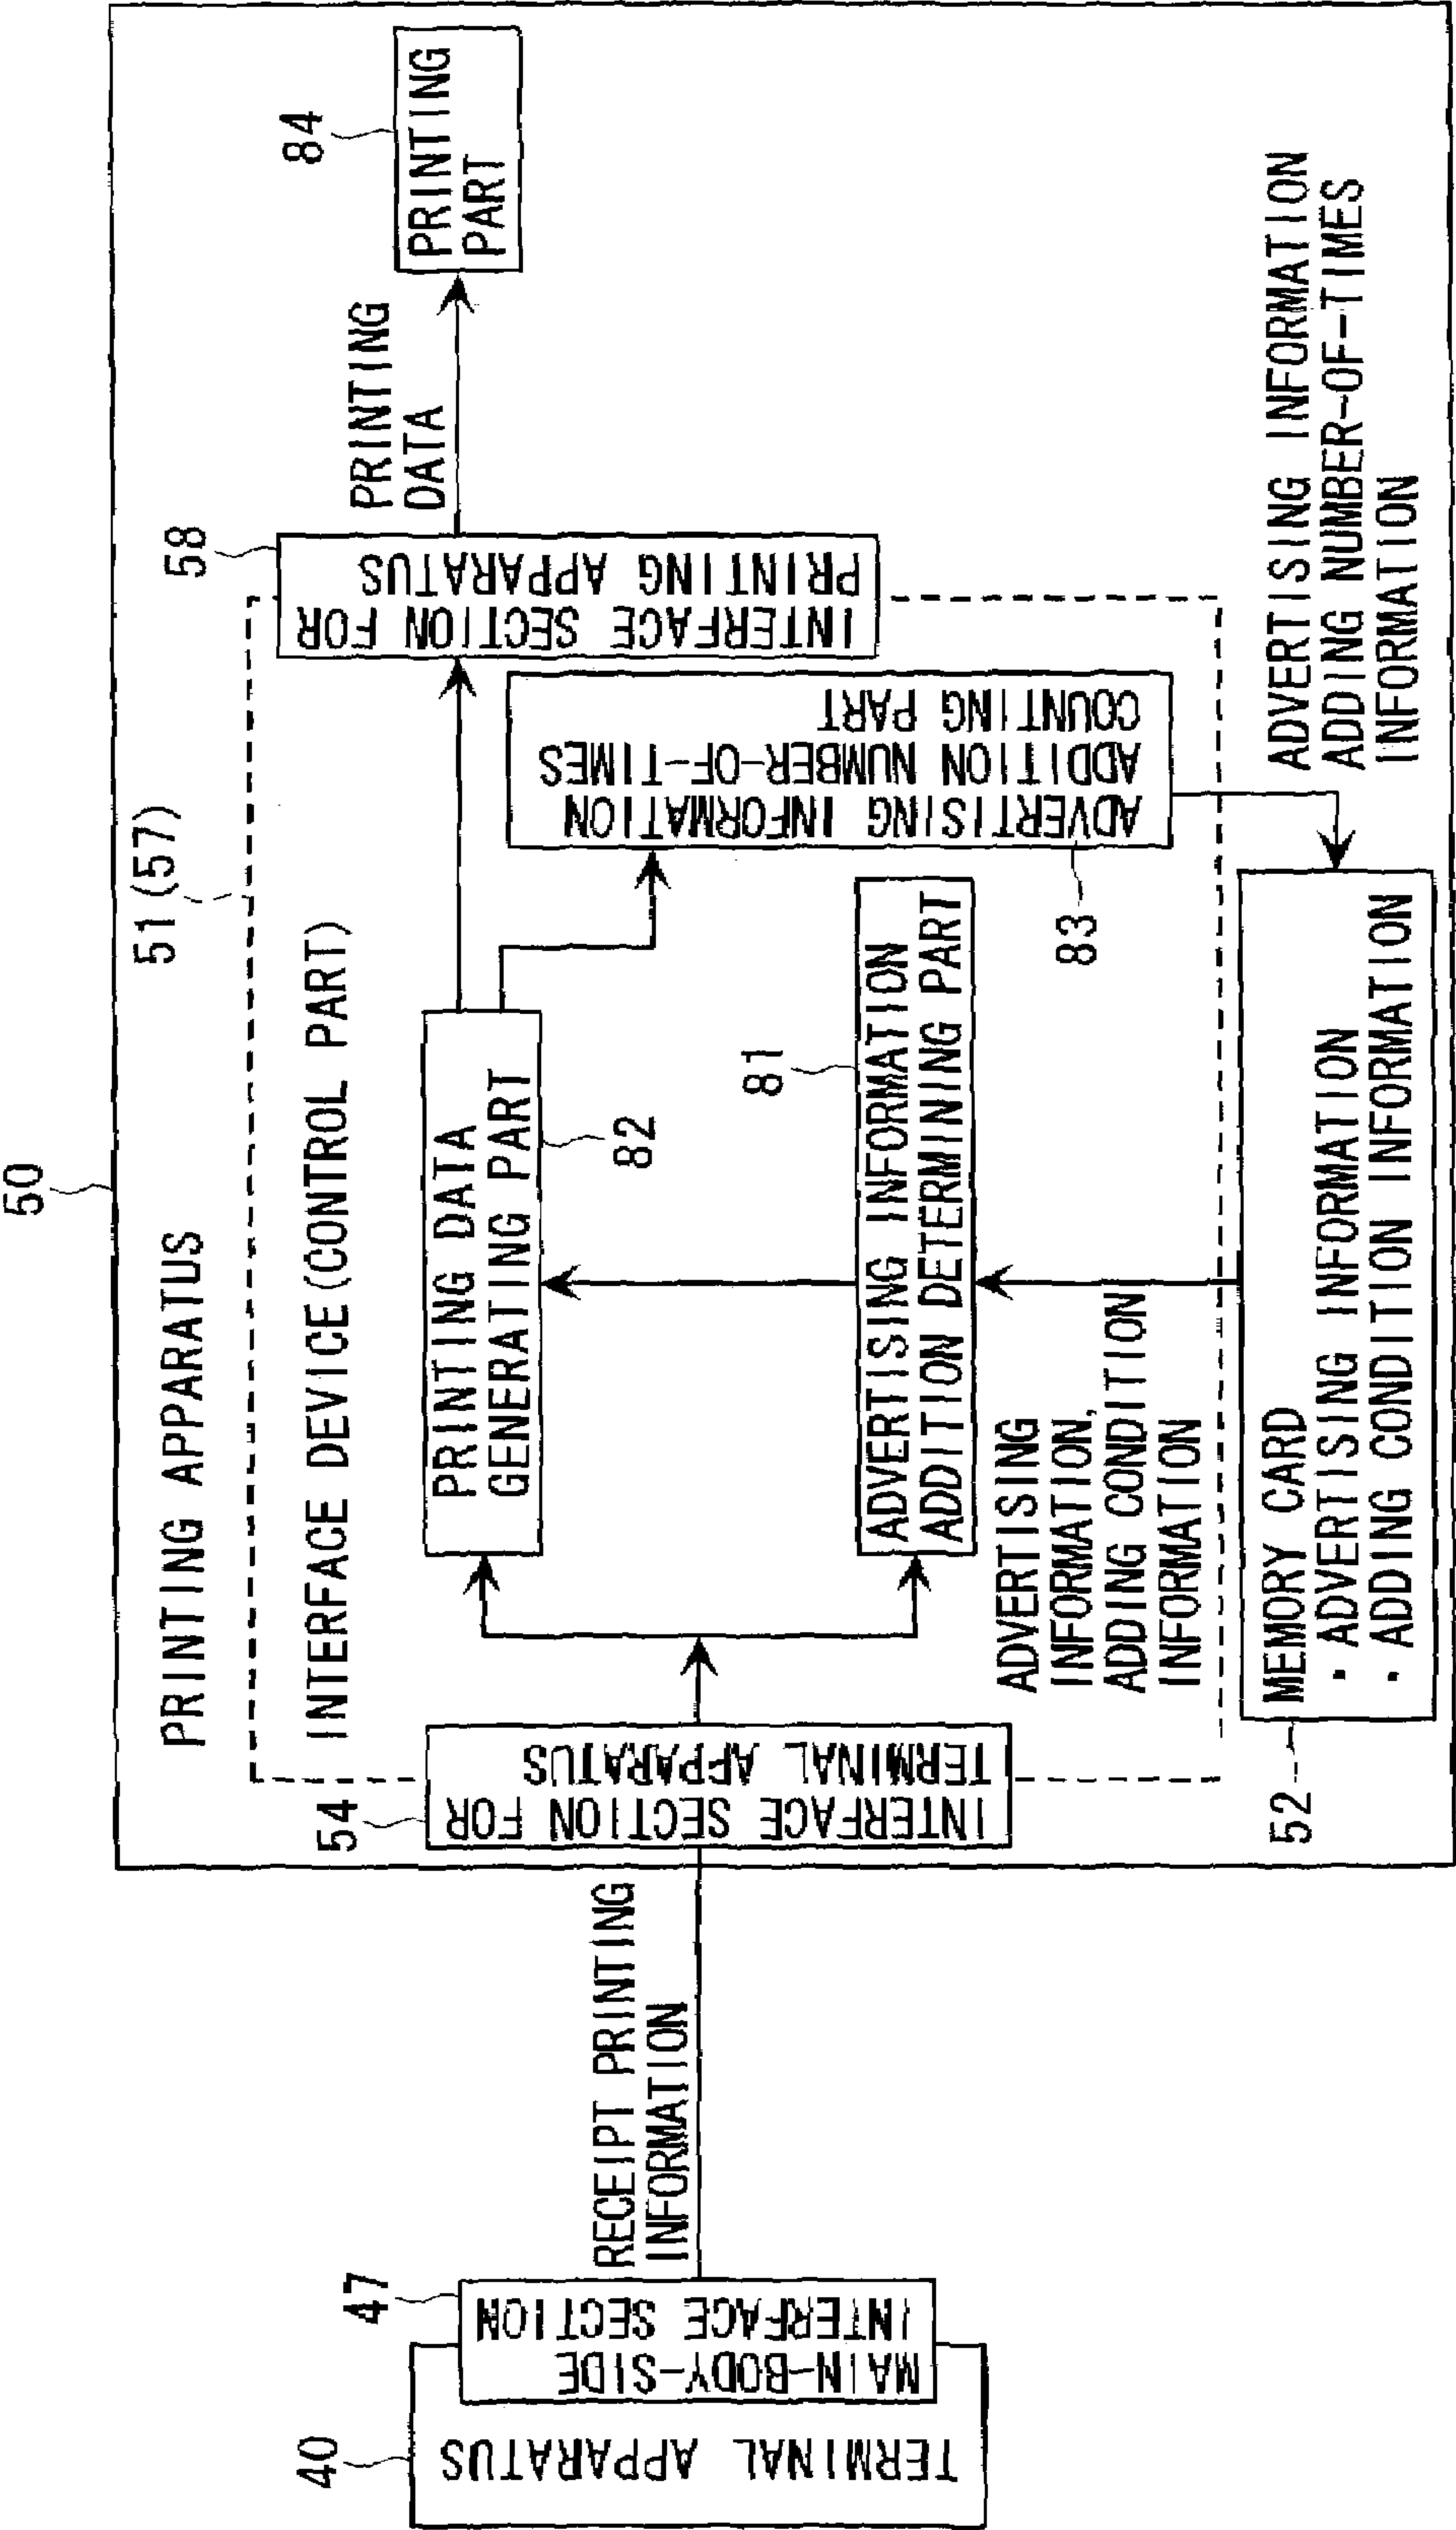 50
PRINTING APPARATUS
51(57)
INTERFACE DEVICE(CONTROL PART)
40
TERMINAL APPARATUS
47
MAIN-BODY-SIDE
INTERFACE SECTION
RECEIPT PRINTING
INFORMATION
54
INTERFACE SECTION FOR
TERMINAL APPARATUS
PRINTING DATA
GENERATING PART
82
81
ADVERTISING INFORMATION
ADDITION DETERMINING PART
ADVERTISING
INFORMATION,
ADDING CONDITION
INFORMATION
83
ADVERTISING INFORMATION
ADDITION NUMBER-OF-TIMES
COUNTING PART
58
INTERFACE SECTION FOR
PRINTING APPARATUS
PRINTING
DATA
84
PRINTING
PART
52
MEMORY CARD
・ADVERTISING INFORMATION
・ADDING CONDITION INFORMATION
ADVERTISING INFORMATION
ADDING NUMBER-OF-TIMES
INFORMATION